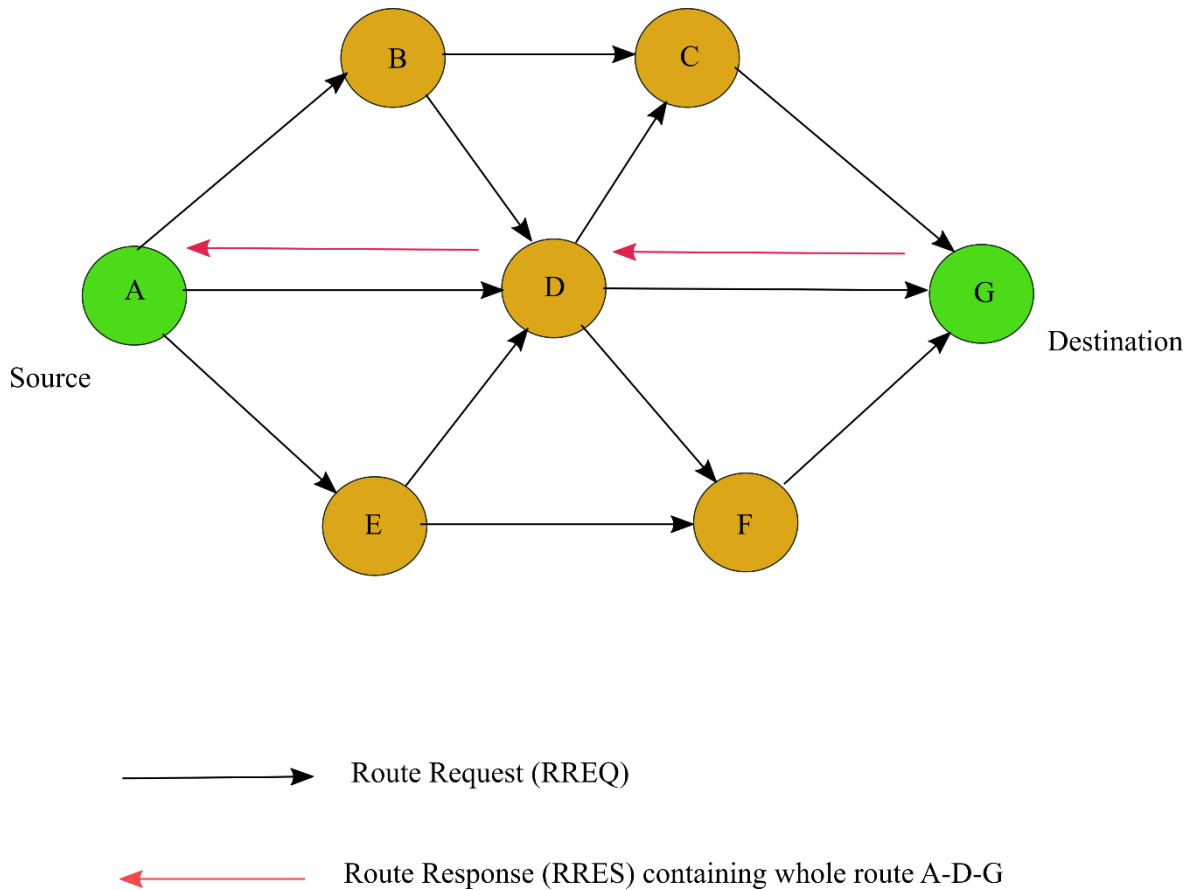 B
C
A
D
G
Destination
Source
E
F
Route Request (RREQ)
Route Response (RRES) containing whole route A-D-G